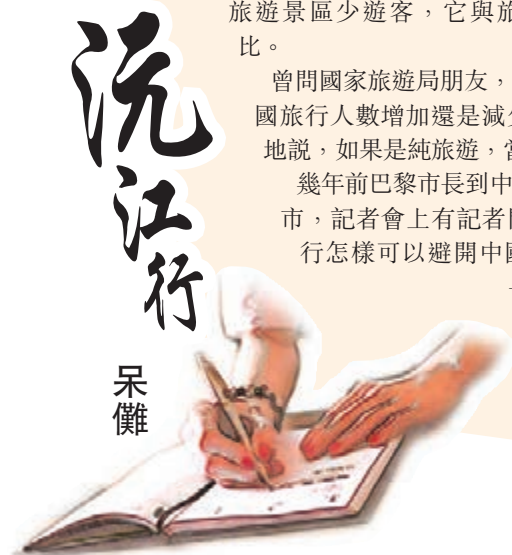 沅江行
呆儺
旅遊景區少遊客，它與旅
比。
曾問國家旅遊局朋友，
國旅行人數增加還是減少
地説，如果是純旅遊，當
幾年前巴黎市長到中
市，記者會上有記者
行怎樣可以避開中國